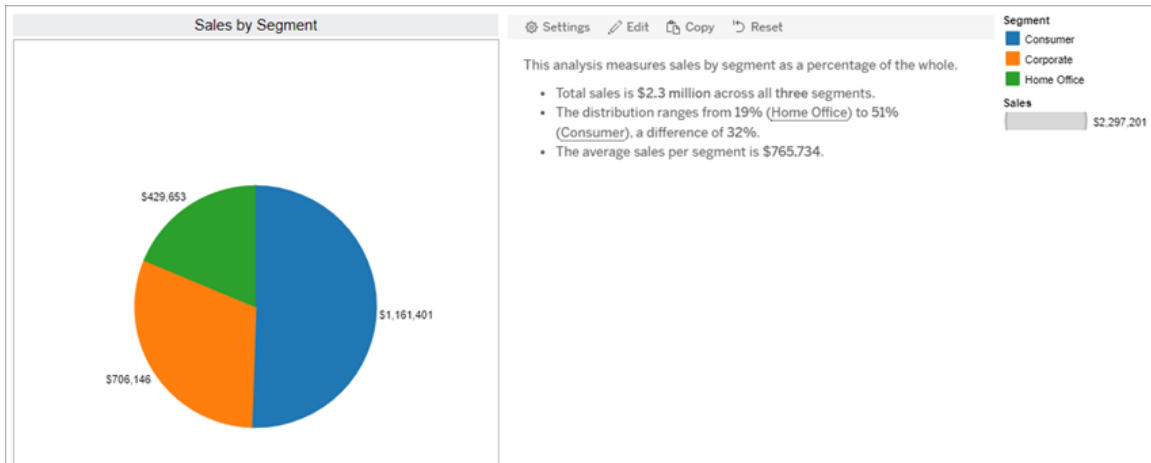 Sales by Segment
$429,653
$1,161,401
$706,146
Settings Edit Copy Reset
This analysis measures sales by segment as a percentage of the whole.
• Total sales is $2.3 million across all three segments.
• The distribution ranges from 19% (Home Office) to 51%
(Consumer), a difference of 32%.
• The average sales per segment is $765,734.
Segment
Consumer
Corporate
Home Office
Sales
$2,297,201